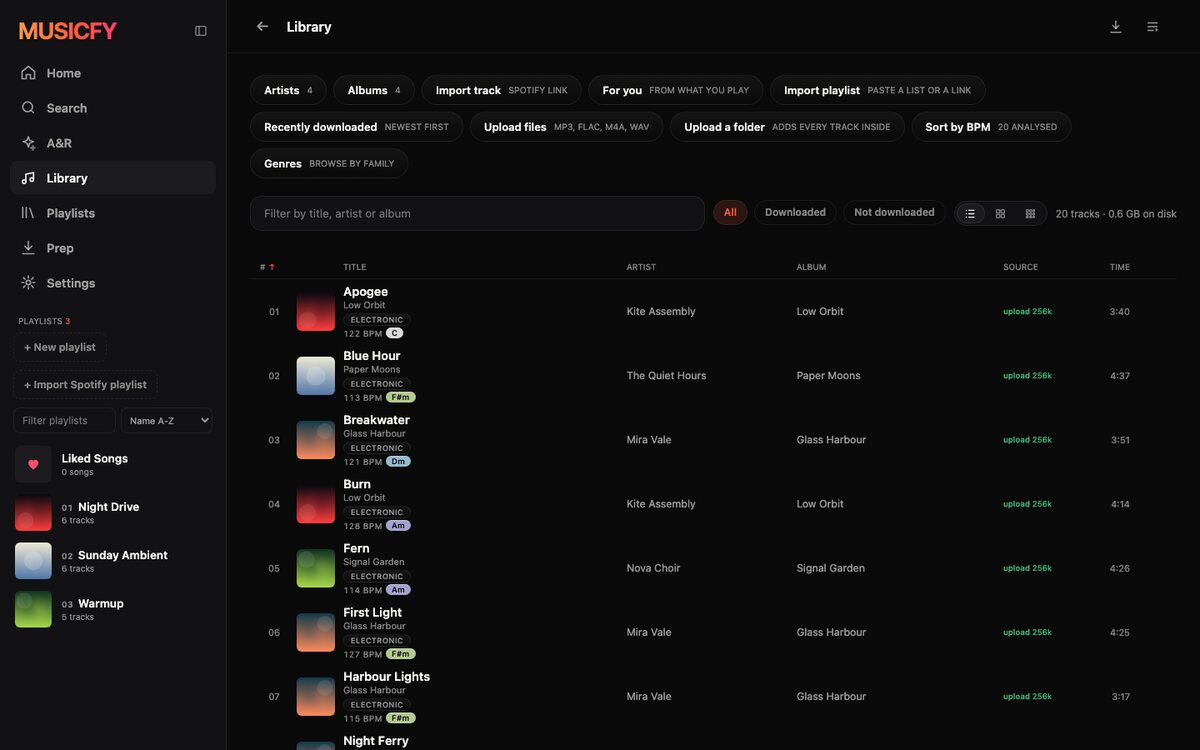 MUSICFY
Home
Search
A&R
Library
Playlists
Prep
Settings
PLAYLISTS 3
+ New playlist
+ Import Spotify playlist
Filter playlists
Name A-Z
Liked Songs
0 songs
01 Night Drive
6 tracks
02 Sunday Ambient
6 tracks
03 Warmup
5 tracks
Library
Artists 4
Albums 4
Import track SPOTIFY LINK
For you FROM WHAT YOU PLAY
Import playlist PASTE A LIST OR A LINK
Recently downloaded NEWEST FIRST
Upload files MP3, FLAC, M4A, WAV
Upload a folder ADDS EVERY TRACK INSIDE
Sort by BPM 20 ANALYSED
Genres BROWSE BY FAMILY
Filter by title, artist or album
All
Downloaded
Not downloaded
20 tracks · 0.6 GB on disk
# ↑ TITLE ARTIST ALBUM SOURCE TIME
01 Apogee
Low Orbit
ELECTRONIC
122 BPM C
Kite Assembly Low Orbit upload 256k 3:40
02 Blue Hour
Paper Moons
ELECTRONIC
113 BPM F#m
The Quiet Hours Paper Moons upload 256k 4:37
03 Breakwater
Glass Harbour
ELECTRONIC
121 BPM Dm
Mira Vale Glass Harbour upload 256k 3:51
04 Burn
Low Orbit
ELECTRONIC
128 BPM Am
Kite Assembly Low Orbit upload 256k 4:14
05 Fern
Signal Garden
ELECTRONIC
114 BPM Am
Nova Choir Signal Garden upload 256k 4:26
06 First Light
Glass Harbour
ELECTRONIC
127 BPM F#m
Mira Vale Glass Harbour upload 256k 4:25
07 Harbour Lights
Glass Harbour
ELECTRONIC
115 BPM F#m
Mira Vale Glass Harbour upload 256k 3:17
Night Ferry